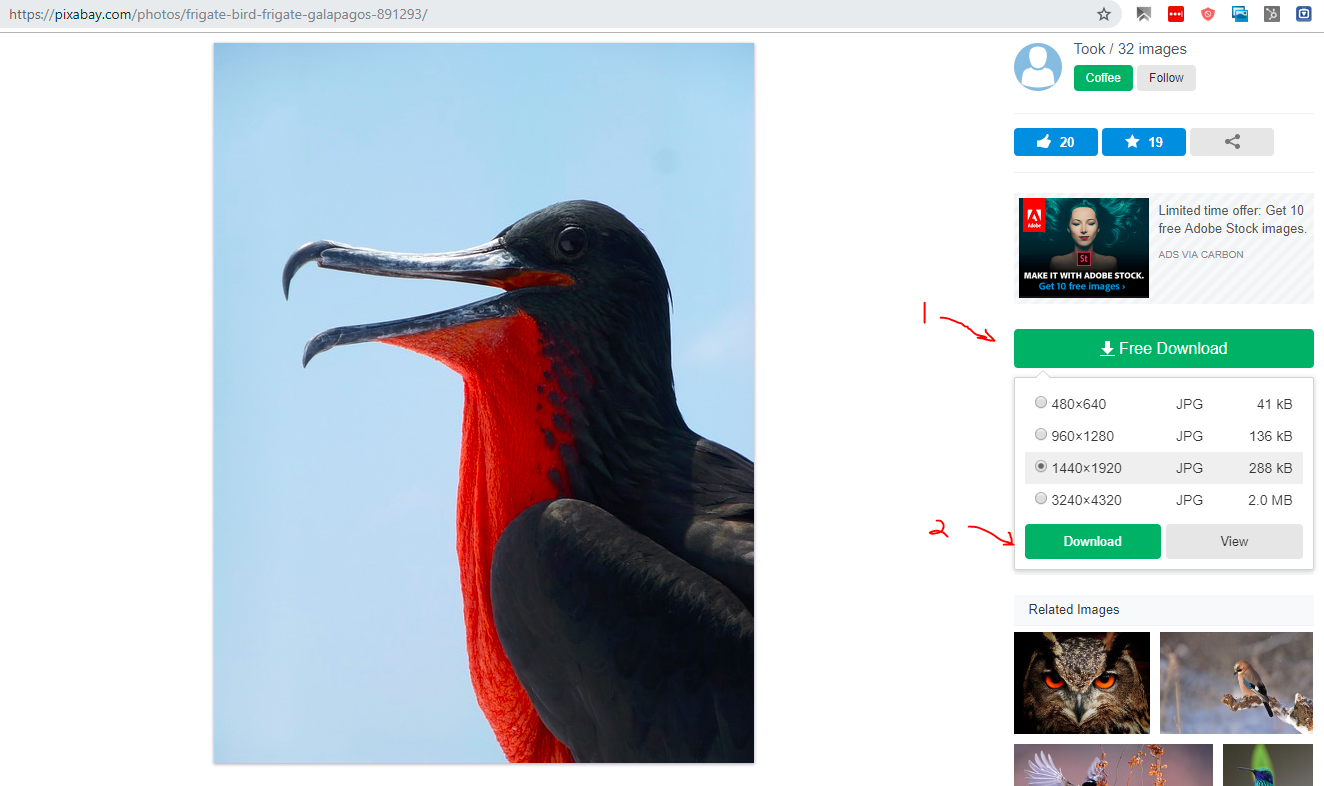 https://pixabay.com/photos/frigate-bird-frigate-galapagos-891293/
Took / 32 images
Coffee Follow
20 19
Adobe
St
MAKE IT WITH ADOBE STOCK.
Get 10 free images ›
Limited time offer: Get 10
free Adobe Stock images.
ADS VIA CARBON
1
Free Download
480×640 JPG 41 kB
960×1280 JPG 136 kB
1440×1920 JPG 288 kB
3240×4320 JPG 2.0 MB
2
Download View
Related Images